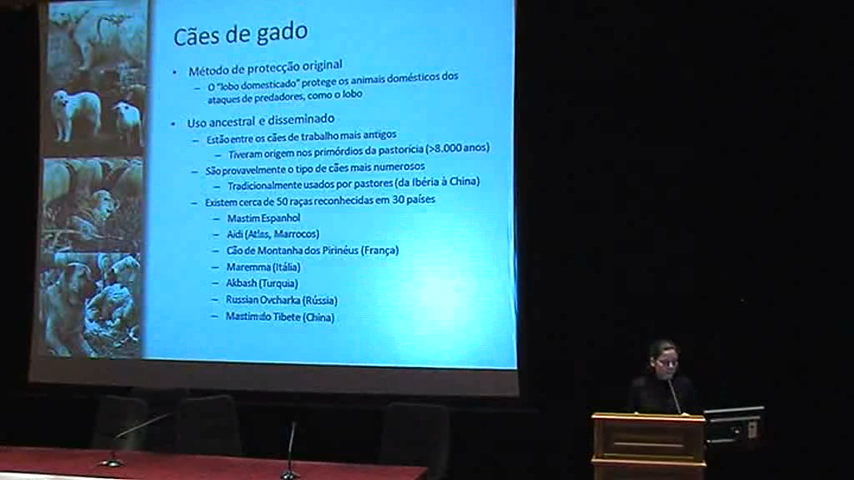 Cães de gado
• Método de protecção original
– O "lobo domesticado" protege os animais domésticos dos
ataques de predadores, como o lobo
• Uso ancestral e disseminado
– Estão entre os cães de trabalho mais antigos
– Tiveram origem nos primórdios da pastorícia (>8.000 anos)
– São provavelmente o tipo de cães mais numerosos
– Tradicionalmente usados por pastores (da Ibéria à China)
– Existem cerca de 50 raças reconhecidas em 30 países
– Mastim Espanhol
– Aidi (Atlas, Marrocos)
– Cão de Montanha dos Pirinéus (França)
– Maremma (Itália)
– Akbash (Turquia)
– Russian Ovcharka (Rússia)
– Mastim do Tibete (China)